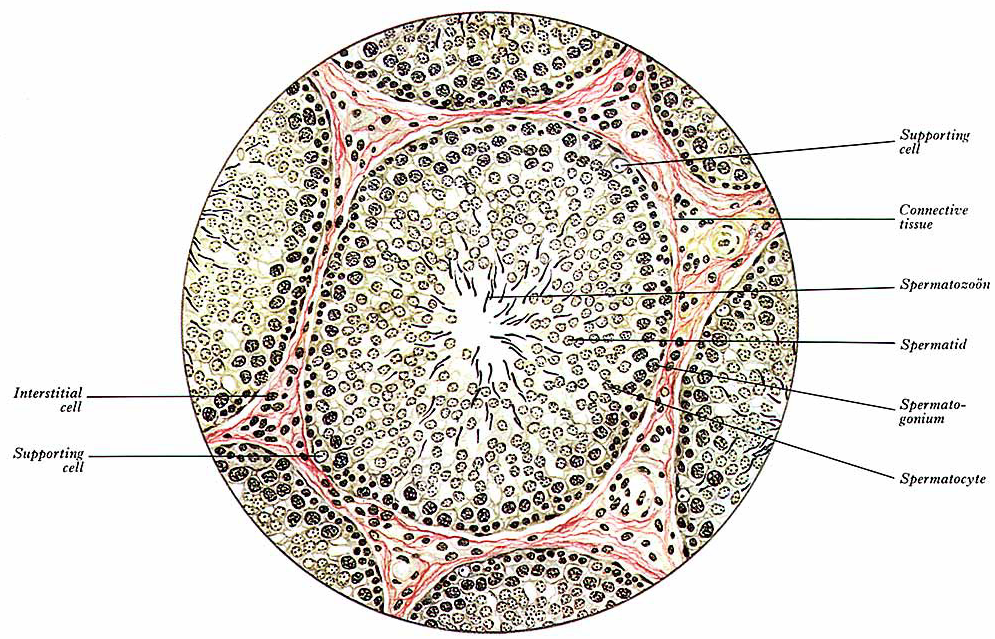 Supporting
cell
Connective
tissue
Spermatozoön
Spermatid
Spermato-
gonium
Spermatocyte
Interstitial
cell
Supporting
cell